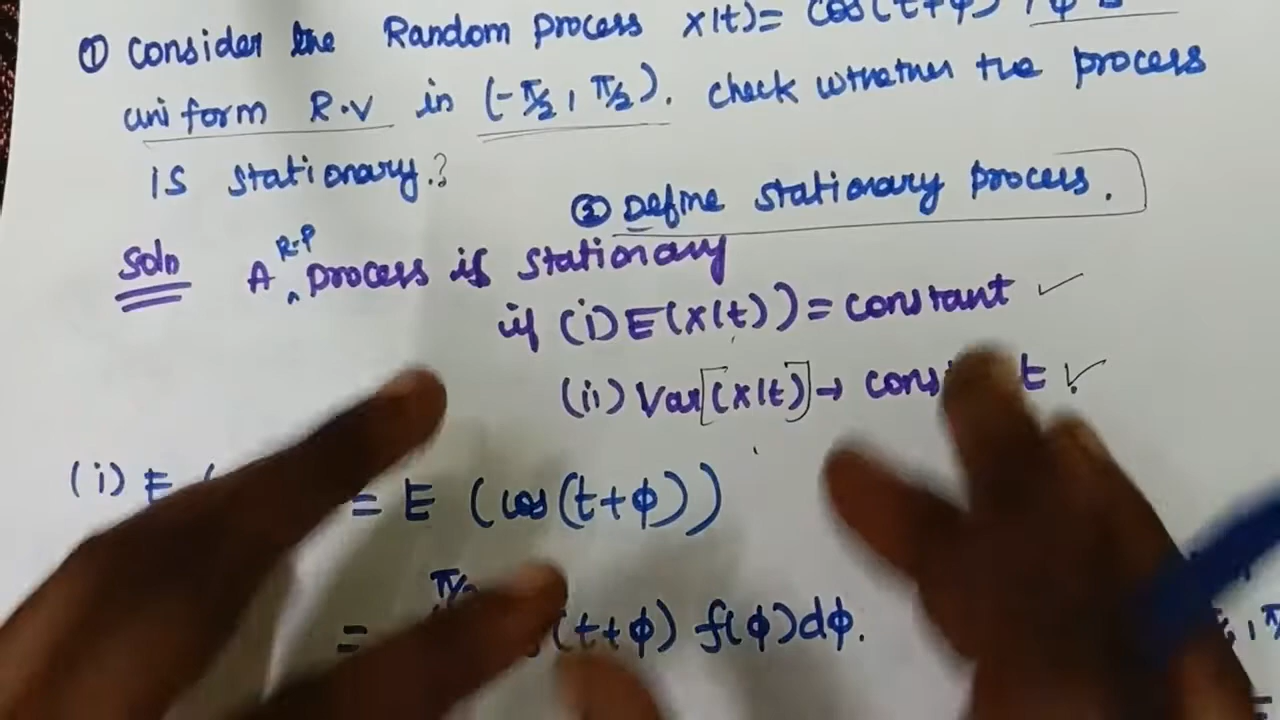 ① Consider the Random process x(t)= cos(t+φ)
uniform R.V in (-π/2, π/2). check whether the process
is stationary?
② Define stationary process.
Soln A R.P process is stationary
if (i) E(x(t)) = constant ✓
(ii) Var[(x(t)] → ✓
(i) E = E (cos(t+φ))
= (t+φ) f(φ)dφ.